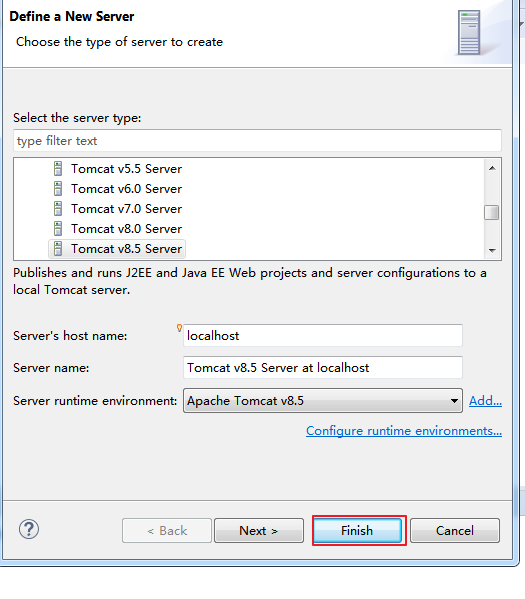 Define a New Server
Choose the type of server to create
Select the server type:
type filter text
Tomcat v5.5 Server
Tomcat v6.0 Server
Tomcat v7.0 Server
Tomcat v8.0 Server
Tomcat v8.5 Server
Publishes and runs J2EE and Java EE Web projects and server configurations to a
local Tomcat server.
Server's host name: localhost
Server name: Tomcat v8.5 Server at localhost
Server runtime environment: Apache Tomcat v8.5 Add...
Configure runtime environments...
? < Back Next > Finish Cancel